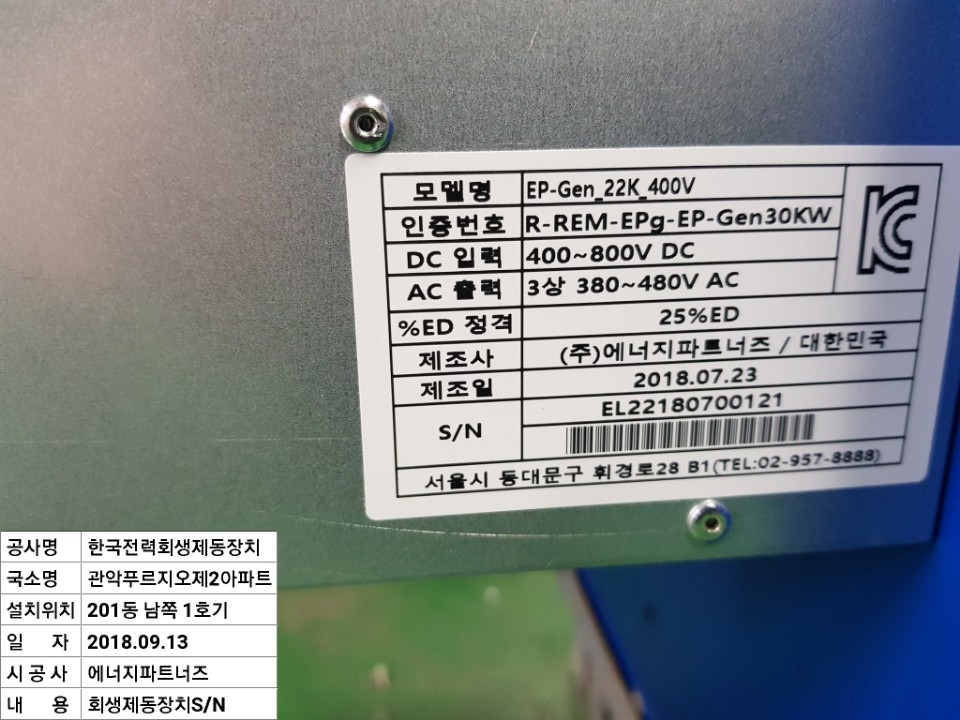 모델명 EP-Gen_22K_400V
인증번호 R-REM-EPg-EP-Gen30KW
DC 입력 400~800V DC
AC 출력 3상 380~480V AC
%ED 정격 25%ED
제조사 (주)에너지파트너즈 / 대한민국
제조일 2018.07.23
S/N EL22180700121
서울시 동대문구 휘경로28 B1(TEL:02-957-8888)
공사명 한국전력회생제동장치
국소명 관악푸르지오제2아파트
설치위치 201동 남쪽 1호기
일 자 2018.09.13
시 공 사 에너지파트너즈
내 용 회생제동장치S/N